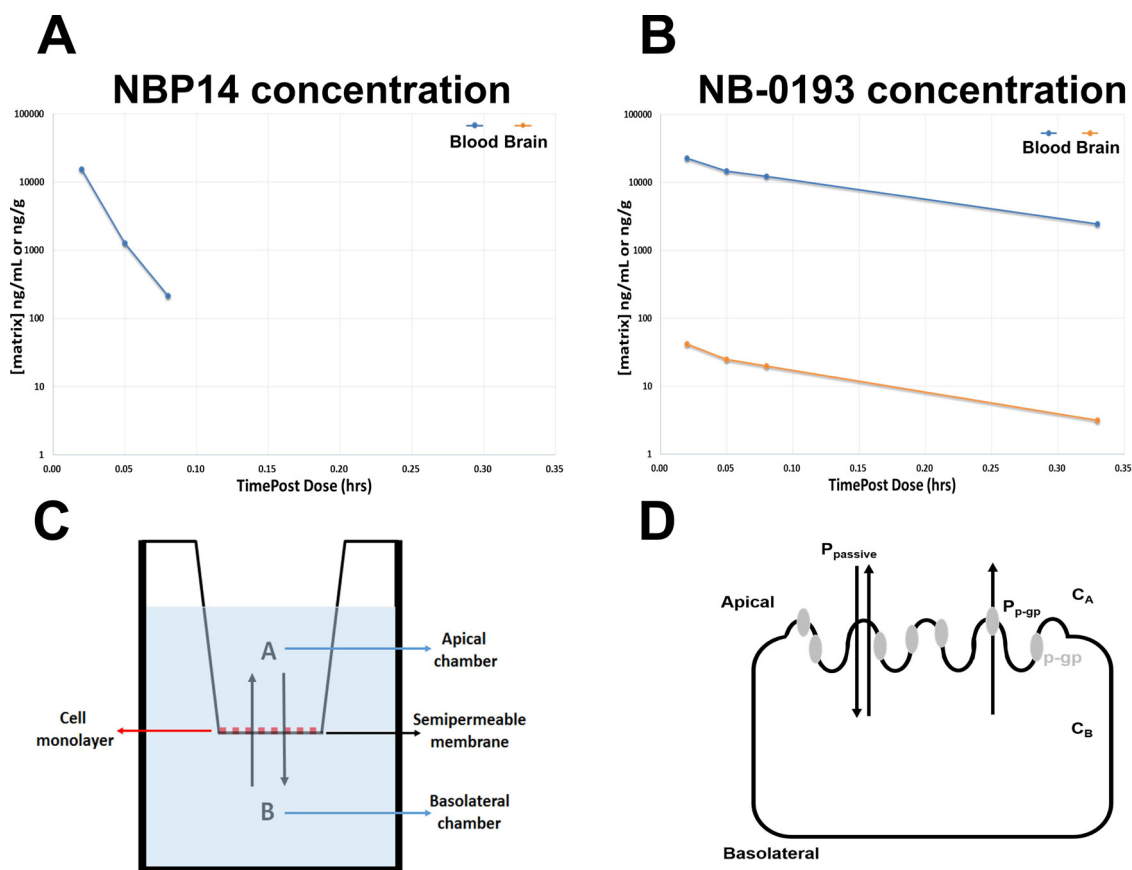 A
NBP14 concentration
100000
10000
1000
100
10
1
[matrix] ng/mL or ng/g
Blood Brain
0.00 0.05 0.10 0.15 0.20 0.25 0.30 0.35
TimePost Dose (hrs)
B
NB-0193 concentration
100000
10000
1000
100
10
1
[matrix] ng/mL or ng/g
Blood Brain
0.00 0.05 0.10 0.15 0.20 0.25 0.30 0.35
TimePost Dose (hrs)
C
A
Apical
chamber
Cell
monolayer
Semipermeable
membrane
B
Basolateral
chamber
D
Ppassive
Apical
Pp-gp
CA
p-gp
CB
Basolateral